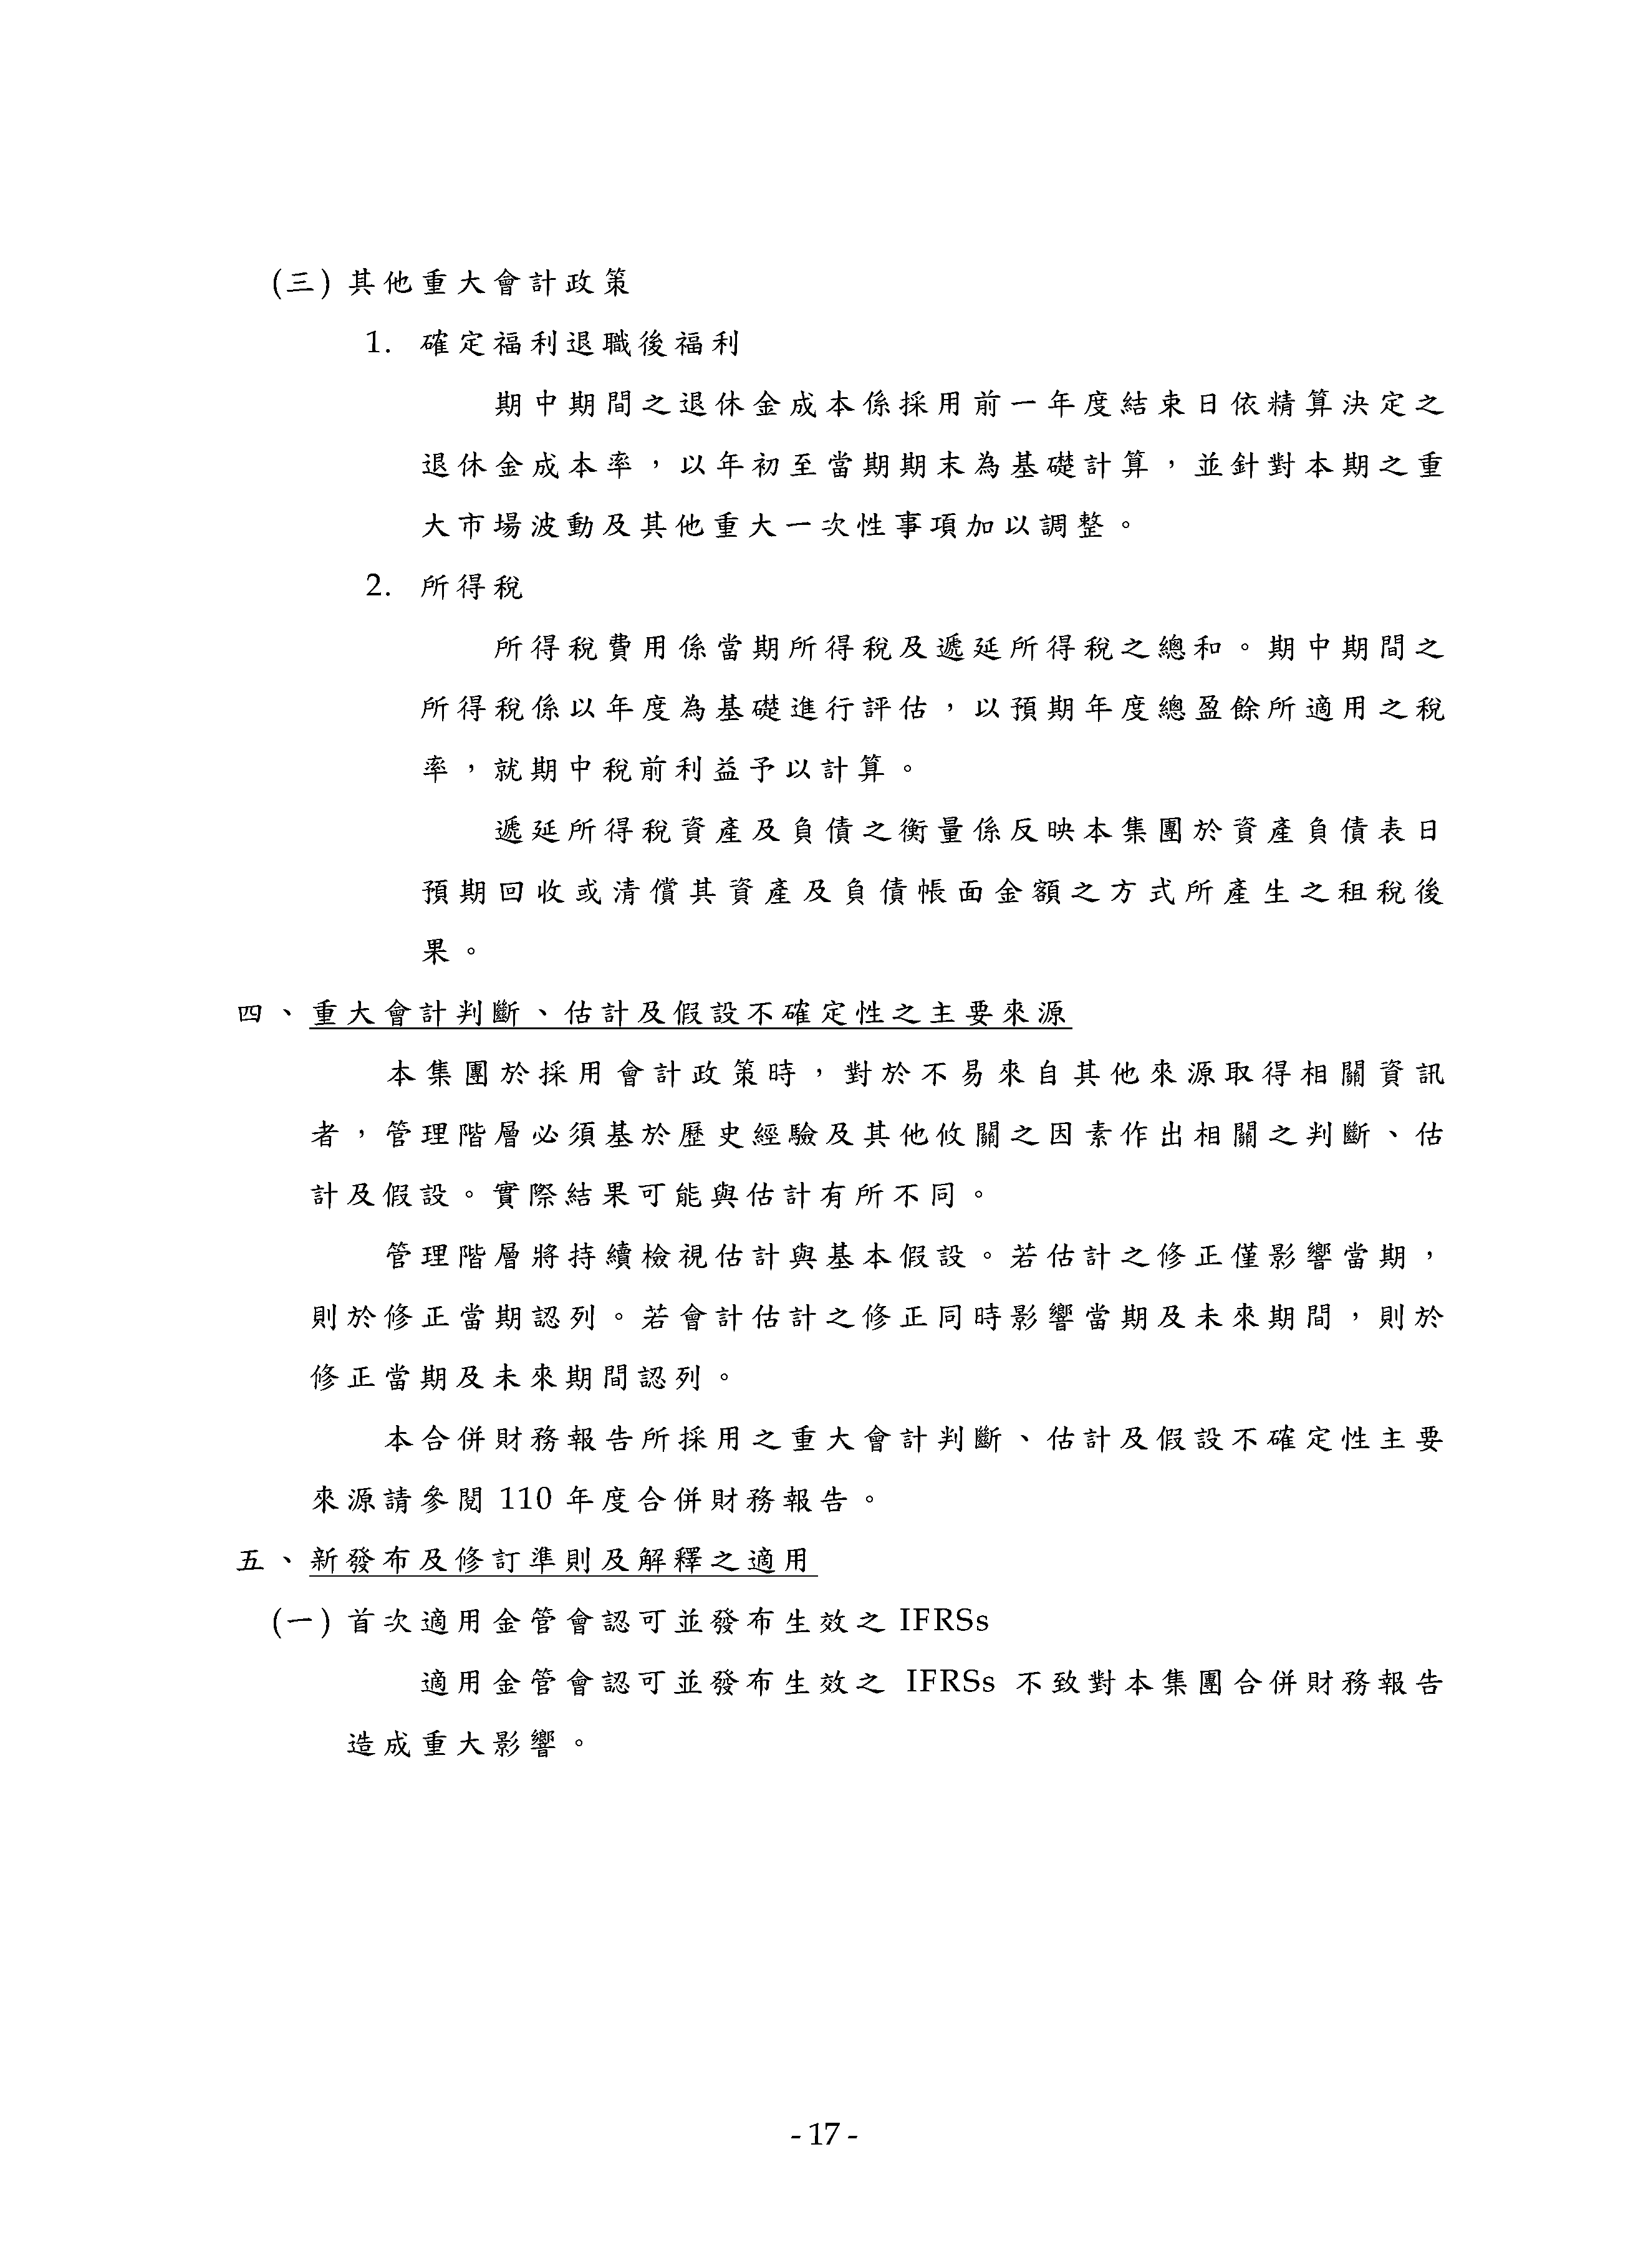 (三) 其他重大會計政策
1. 確定福利退職後福利
期中期間之退休金成本係採用前一年度結束日依精算決定之
退休金成本率，以年初至當期期末為基礎計算，並針對本期之重
大市場波動及其他重大一次性事項加以調整。
2. 所得稅
所得稅費用係當期所得稅及遞延所得稅之總和。期中期間之
所得稅係以年度為基礎進行評估，以預期年度總盈餘所適用之稅
率，就期中稅前利益予以計算。
遞延所得稅資產及負債之衡量係反映本集團於資產負債表日
預期回收或清償其資產及負債帳面金額之方式所產生之租稅後
果。
四、重大會計判斷、估計及假設不確定性之主要來源
本集團於採用會計政策時，對於不易來自其他來源取得相關資訊
者，管理階層必須基於歷史經驗及其他攸關之因素作出相關之判斷、估
計及假設。實際結果可能與估計有所不同。
管理階層將持續檢視估計與基本假設。若估計之修正僅影響當期，
則於修正當期認列。若會計估計之修正同時影響當期及未來期間，則於
修正當期及未來期間認列。
本合併財務報告所採用之重大會計判斷、估計及假設不確定性主要
來源請參閱 110 年度合併財務報告。
五、新發布及修訂準則及解釋之適用
(一) 首次適用金管會認可並發布生效之 IFRSs
適用金管會認可並發布生效之 IFRSs 不致對本集團合併財務報告
造成重大影響。
- 17 -